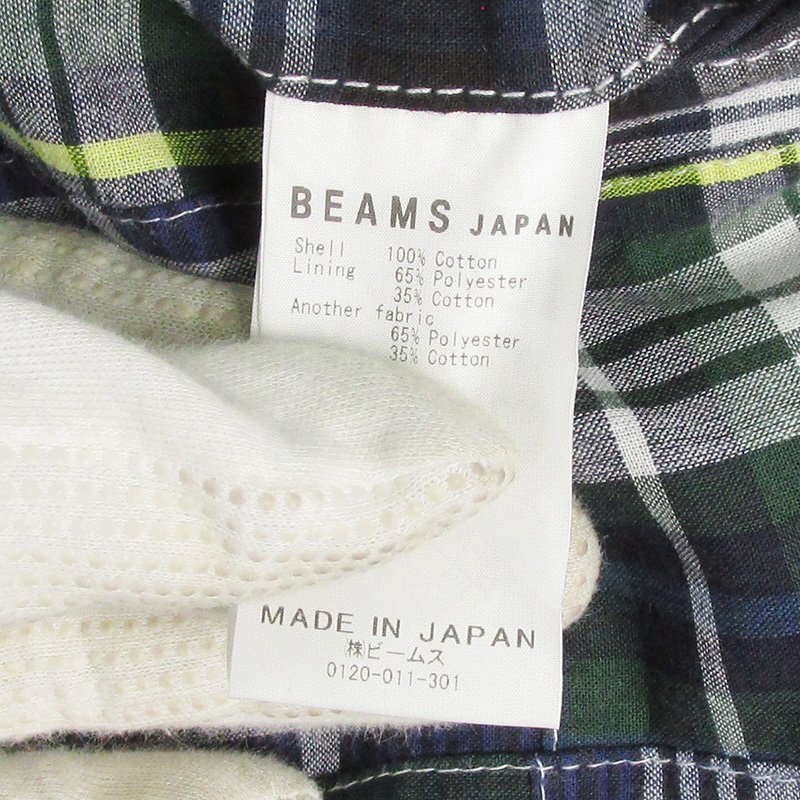 BEAMS JAPAN
Shell 100% Cotton
Lining 65% Polyester
35% Cotton
Another fabric
65% Polyester
35% Cotton
MADE IN JAPAN
㈱ビームス
0120-011-301